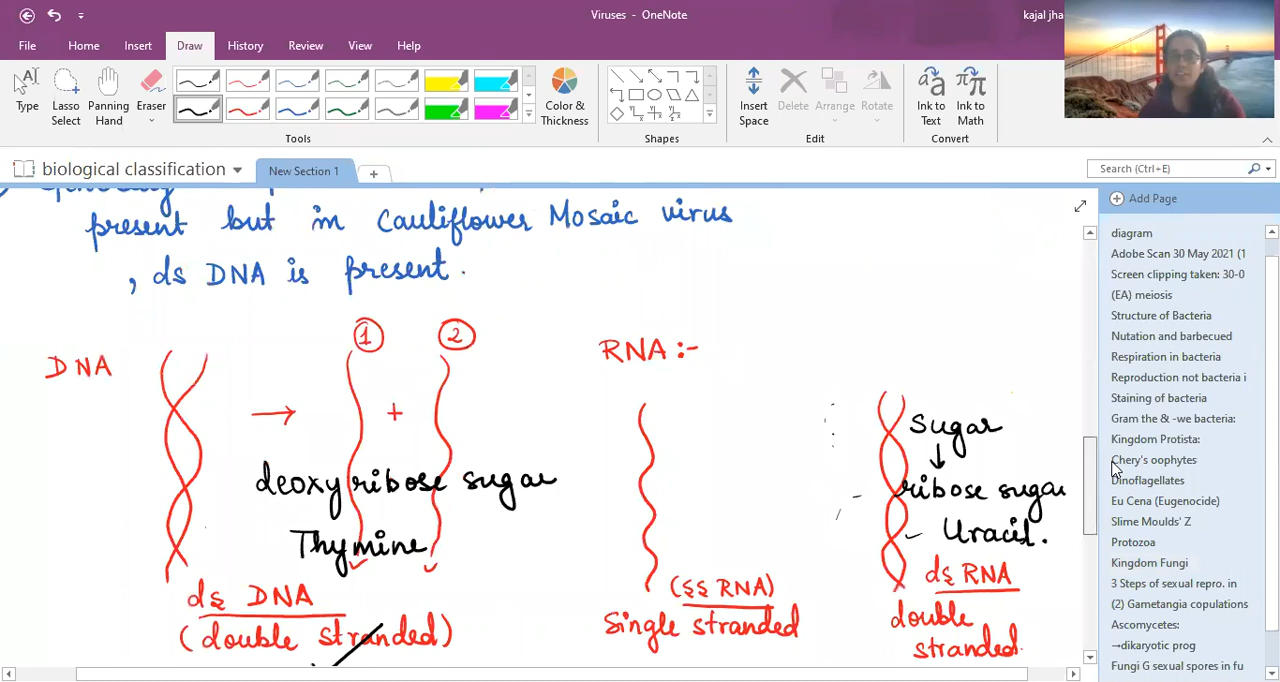 Viruses - OneNote
kajal jha
File Home Insert Draw History Review View Help
Type
Lasso Select
Panning Hand
Eraser
Color & Thickness
Insert Space
Delete
Arrange
Rotate
Ink to Text
Ink to Math
Tools
Shapes
Edit
Convert
biological classification
New Section 1
Search (Ctrl+E)
present but in Cauliflower Mosaic virus
, ds DNA is present.
DNA
1
+
2
deoxyribose sugar
Thymine
ds DNA
(double stranded)
RNA :-
(ss RNA)
Single stranded
sugar
ribose sugar
- Uracil.
ds RNA
double
stranded.
Add Page
diagram
Adobe Scan 30 May 2021 (1
Screen clipping taken: 30-0
(EA) meiosis
Structure of Bacteria
Nutation and barbecued
Respiration in bacteria
Reproduction not bacteria i
Staining of bacteria
Gram the & -we bacteria:
Kingdom Protista:
Chery's oophytes
Dinoflagellates
Eu Cena (Eugenocide)
Slime Moulds' Z
Protozoa
Kingdom Fungi
3 Steps of sexual repro. in
(2) Gametangia copulations
Ascomycetes:
→dikaryotic prog
Fungi G sexual spores in fu